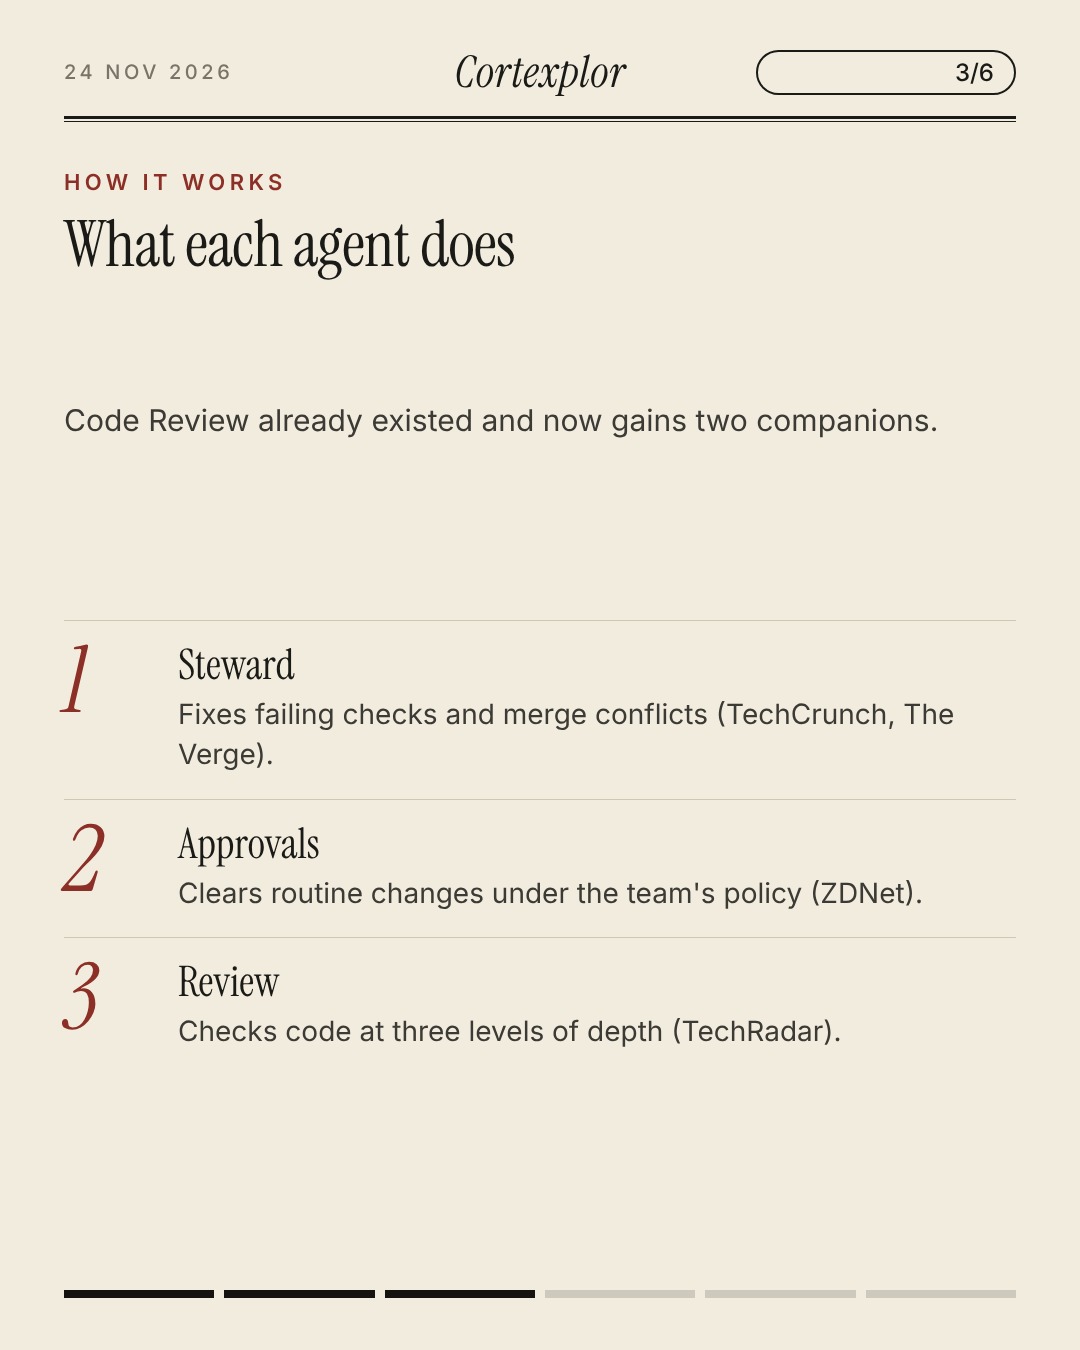 24 NOV 2026
Cortexplor
3/6
HOW IT WORKS
What each agent does
Code Review already existed and now gains two companions.
1
Steward
Fixes failing checks and merge conflicts (TechCrunch, The
Verge).
2
Approvals
Clears routine changes under the team's policy (ZDNet).
3
Review
Checks code at three levels of depth (TechRadar).